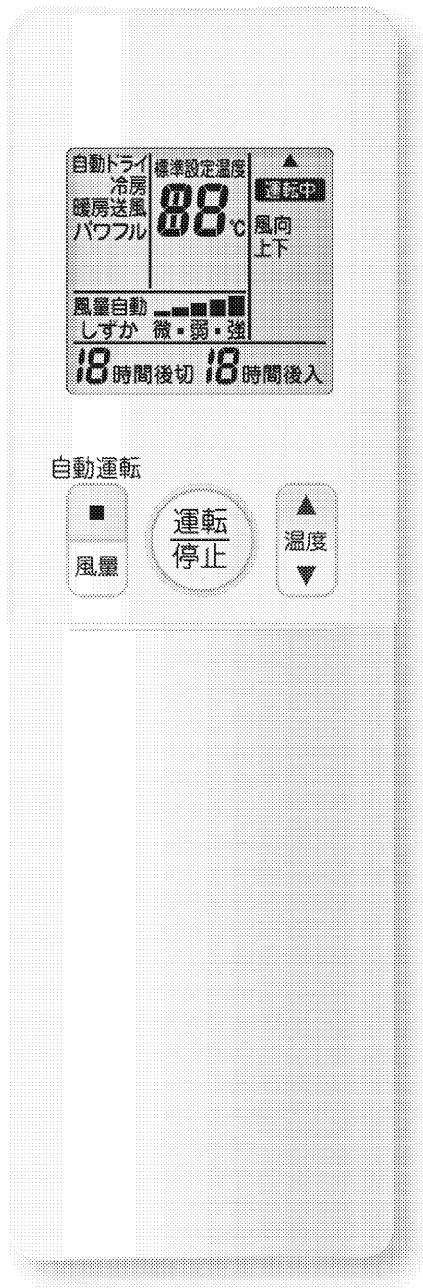 自動ドライ 標準設定温度
冷房 88℃ 運転中
暖房送風 風向
パワフル 上下
風量自動
しずか 微・弱・強
18時間後切 18時間後入
自動運転
運転
停止
風量
温度